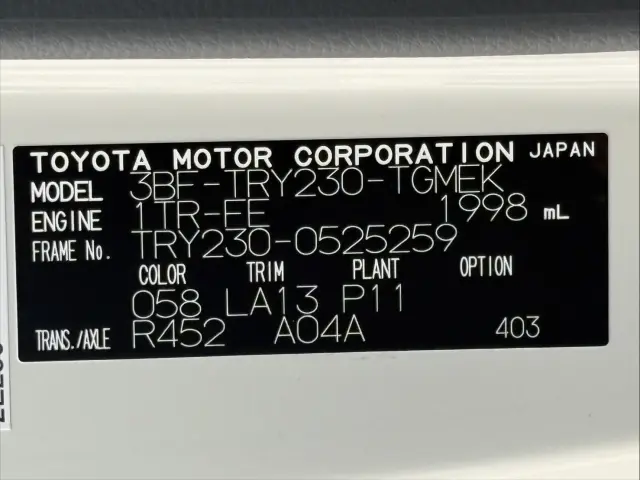 TOYOTA MOTOR CORPORATION JAPAN
MODEL 3BF-TRY230-TGMEK
ENGINE 1TR-FE 1998 mL
FRAME No. TRY230-0525259
COLOR TRIM PLANT OPTION
058 LA13 P11
TRANS./AXLE R452 A04A 403